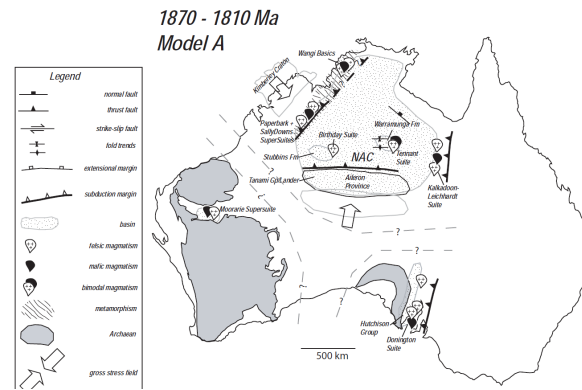 1870 - 1810 Ma
Model A
Legend
normal fault
thrust fault
strike-slip fault
fold trends
extensional margin
subduction margin
basin
felsic magmatism
mafic magmatism
bimodal magmatism
metamorphism
Archaean
gross stress field
Wangi Basics
Kimberley Craton
Paperbark +
SallyDowns
SuperSuites
Birthday Suite
Warramunga Fm
Stubbins Fm
NAC
Tennant
Suite
Tanami Gp/Lander
Aileron
Province
Kalkadoon-
Leichhardt
Suite
Moorarie Supersuite
?
?
?
?
Hutchison
Group
Donington
Suite
500 km